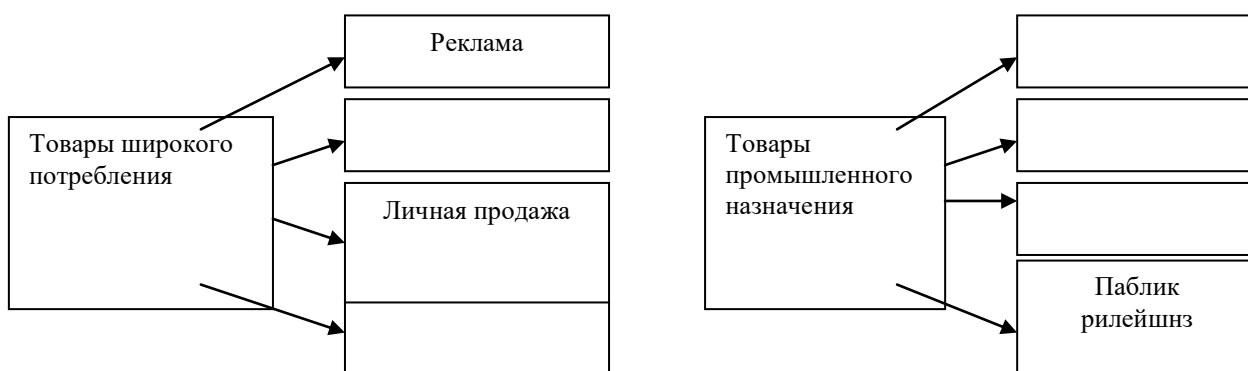 Реклама
Товары широкого
потребления
Личная продажа
Товары
промышленного
назначения
Паблик
рилейшнз